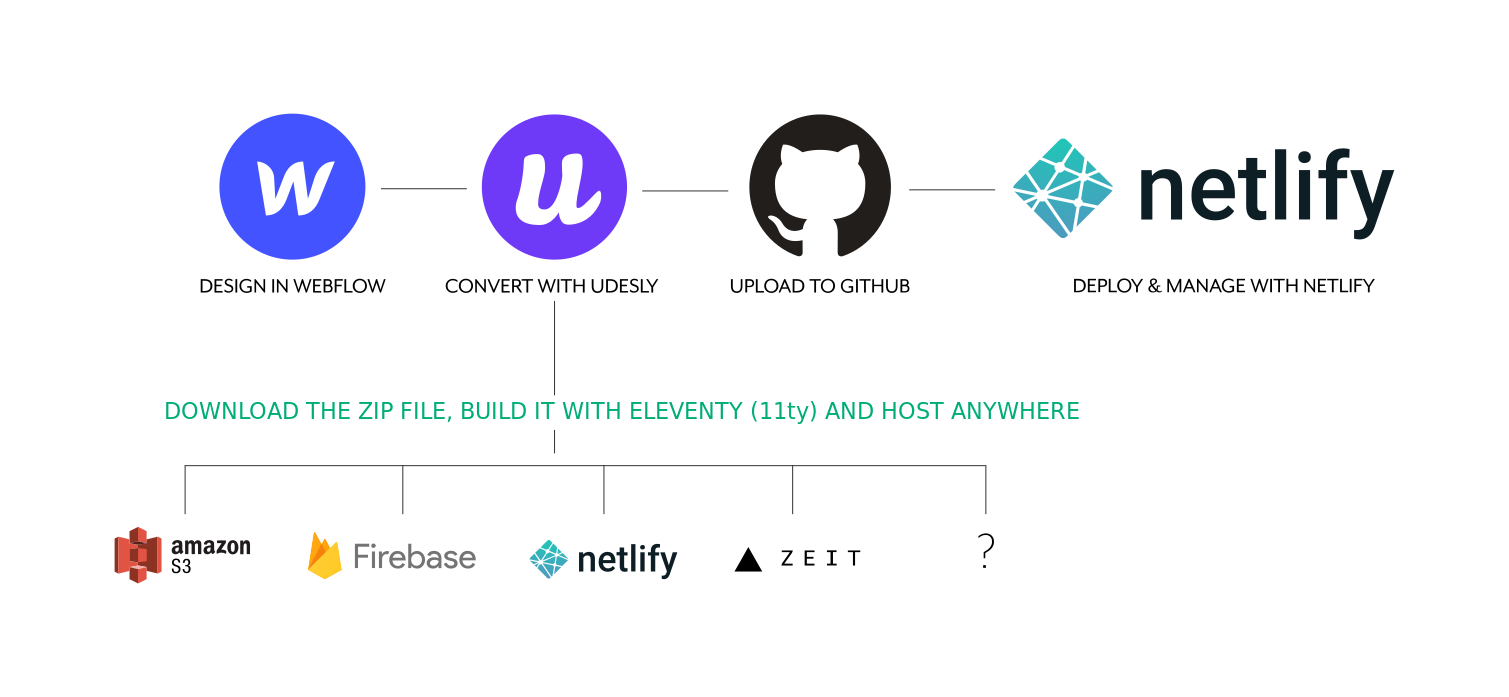 w u netlify
DESIGN IN WEBFLOW CONVERT WITH UDESLY UPLOAD TO GITHUB DEPLOY & MANAGE WITH NETLIFY
DOWNLOAD THE ZIP FILE, BUILD IT WITH ELEVENTY (11ty) AND HOST ANYWHERE
amazon S3 Firebase netlify ZEIT ?